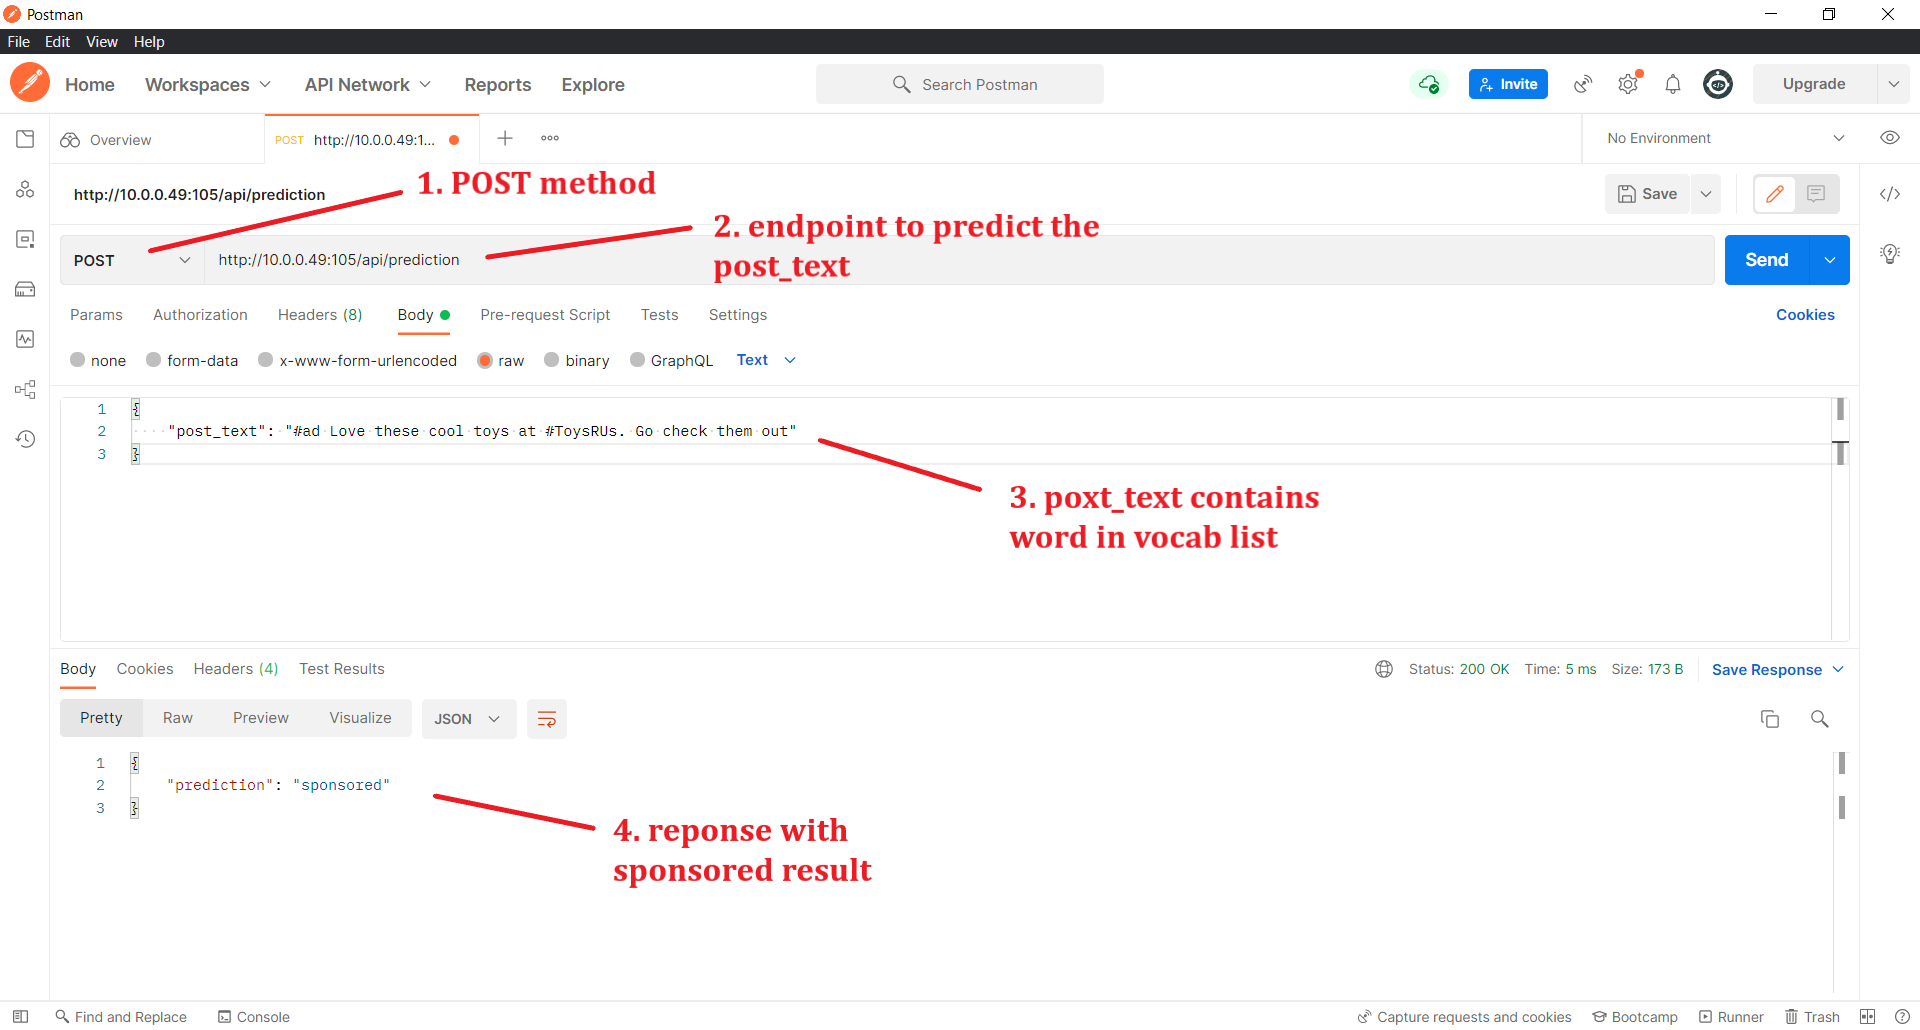 Postman
File Edit View Help
Home Workspaces API Network Reports Explore Search Postman Invite Upgrade
Overview POST http://10.0.0.49:1... No Environment
http://10.0.0.49:105/api/prediction 1. POST method Save
2. endpoint to predict the
post_text
POST http://10.0.0.49:105/api/prediction Send
Params Authorization Headers (8) Body Pre-request Script Tests Settings Cookies
none form-data x-www-form-urlencoded raw binary GraphQL Text
1 {
2 "post_text": "#ad Love these cool toys at #ToysRUs. Go check them out"
3 }
3. poxt_text contains
word in vocab list
Body Cookies Headers (4) Test Results Status: 200 OK Time: 5 ms Size: 173 B Save Response
Pretty Raw Preview Visualize JSON
1 {
2 "prediction": "sponsored"
3 }
4. reponse with
sponsored result
Find and Replace Console Capture requests and cookies Bootcamp Runner Trash